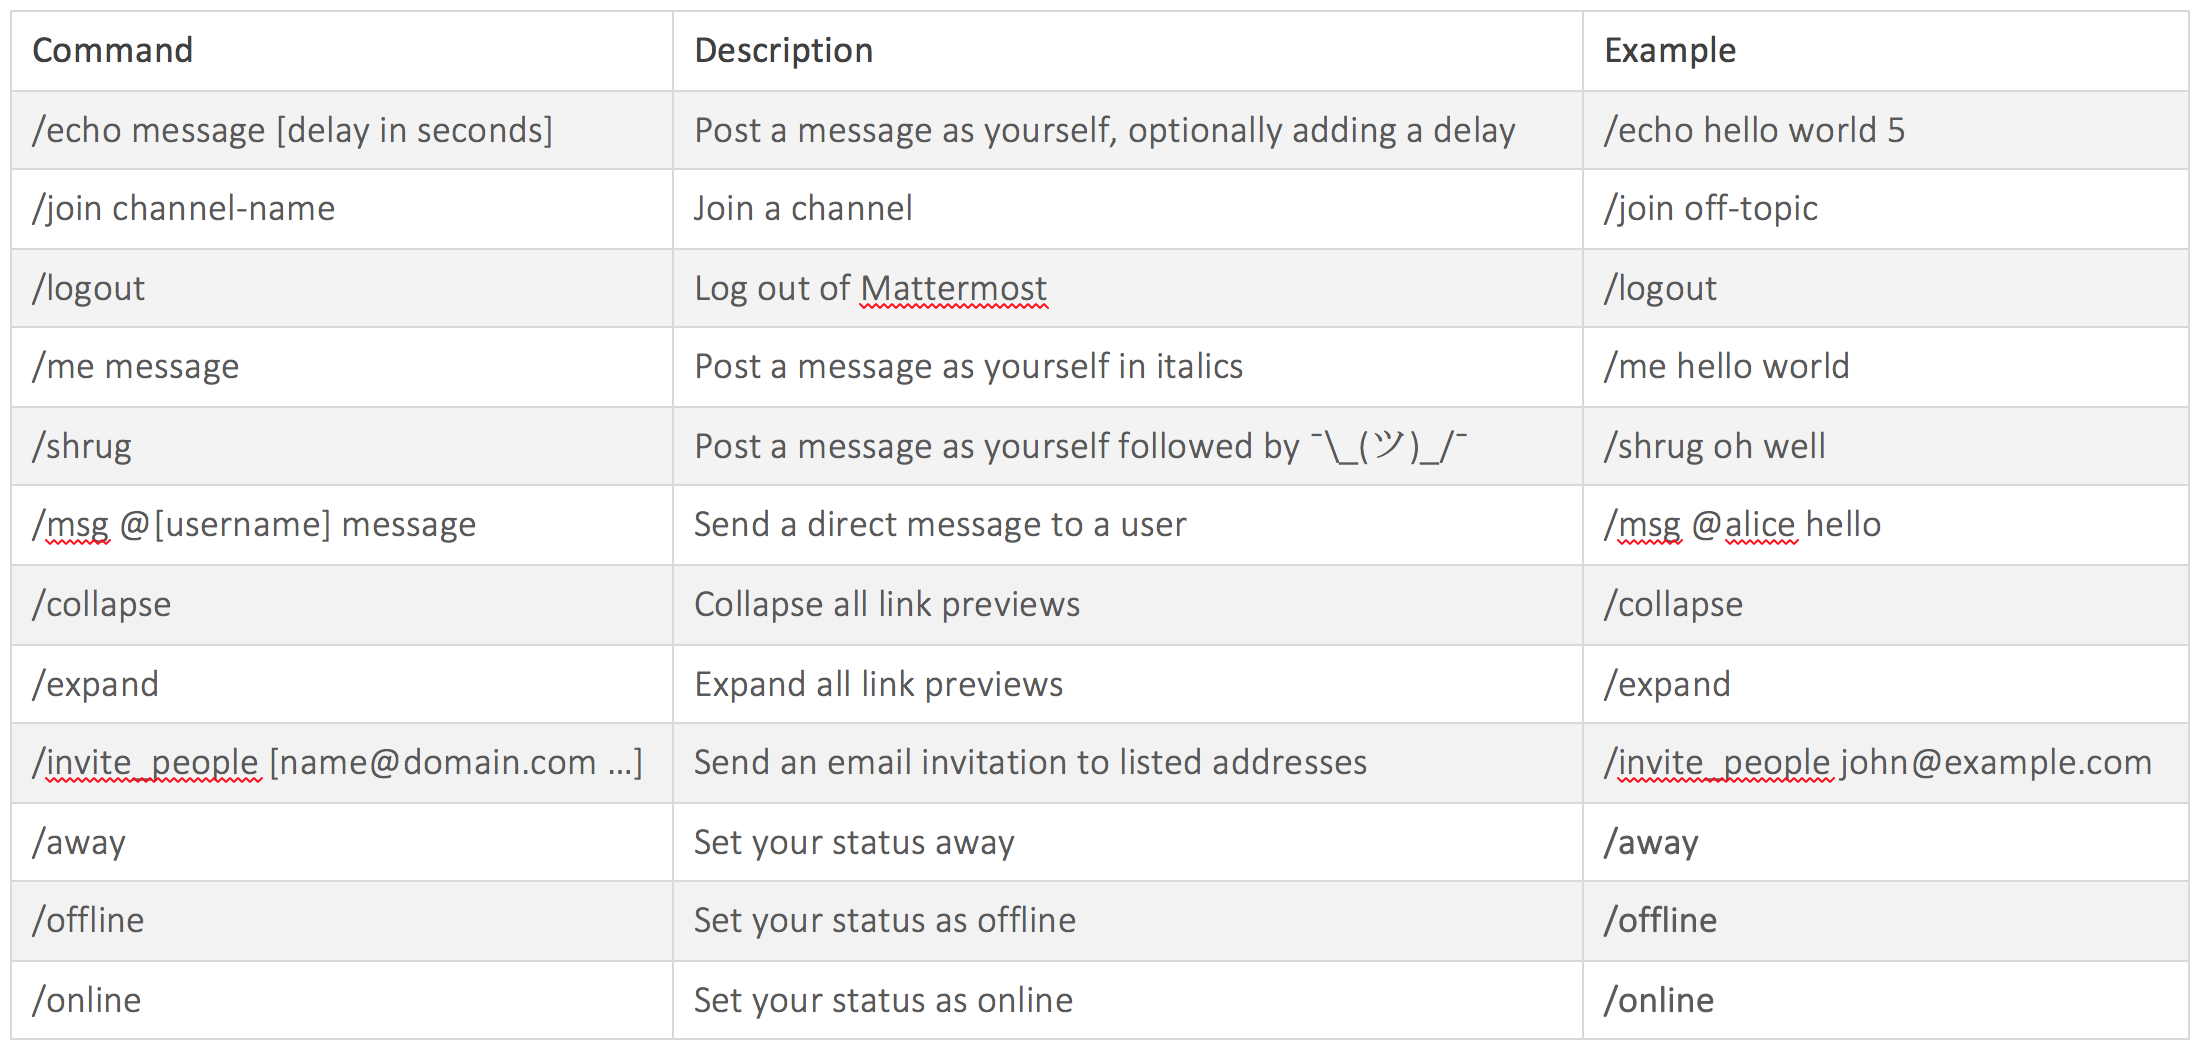 Command Description Example
/echo message [delay in seconds] Post a message as yourself, optionally adding a delay /echo hello world 5
/join channel-name Join a channel /join off-topic
/logout Log out of Mattermost /logout
/me message Post a message as yourself in italics /me hello world
/shrug Post a message as yourself followed by ¯\_(ツ)_/¯ /shrug oh well
/msg @[username] message Send a direct message to a user /msg @alice hello
/collapse Collapse all link previews /collapse
/expand Expand all link previews /expand
/invite_people [name@domain.com ...] Send an email invitation to listed addresses /invite_people john@example.com
/away Set your status away /away
/offline Set your status as offline /offline
/online Set your status as online /online